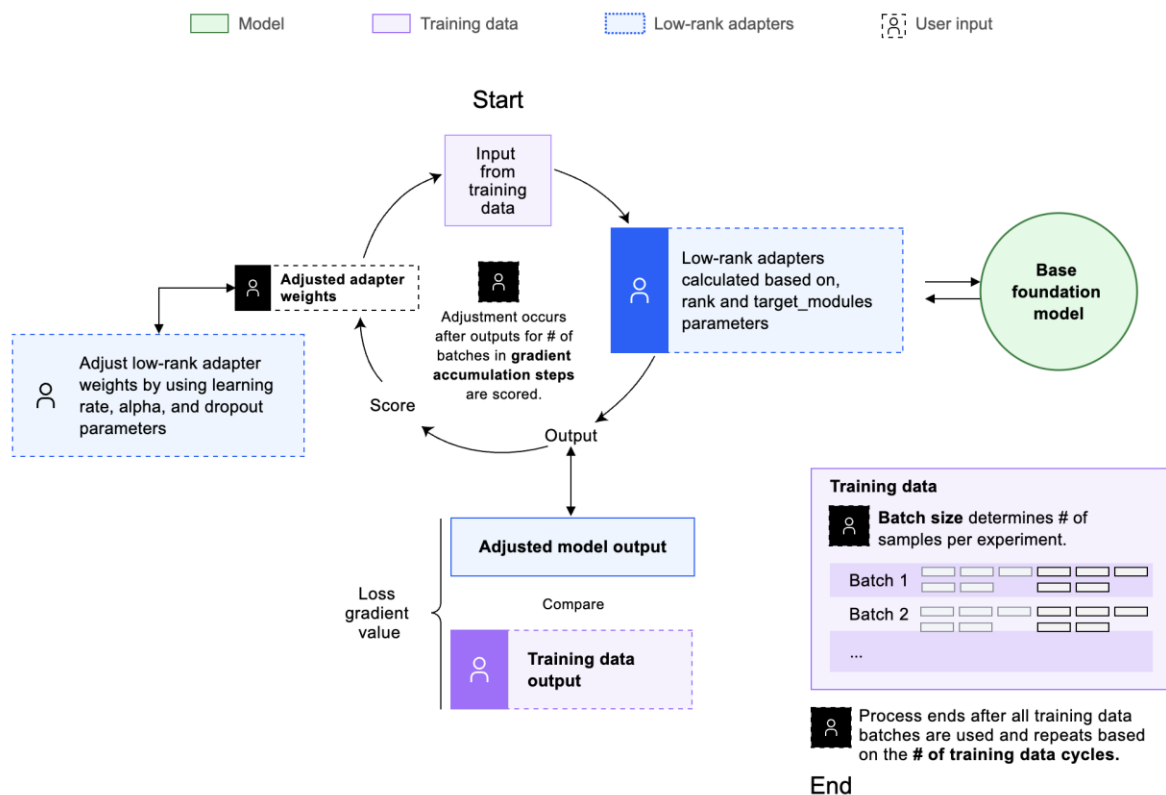 Model
Training data
Low-rank adapters
User input
Start
Input
from
training
data
Low-rank adapters
calculated based on,
rank and target_modules
parameters
Base
foundation
model
Adjusted adapter
weights
Adjustment occurs
after outputs for # of
batches in gradient
accumulation steps
are scored.
Adjust low-rank adapter
weights by using learning
rate, alpha, and dropout
parameters
Score
Output
Adjusted model output
Loss
gradient
value
Compare
Training data
output
Training data
Batch size determines # of
samples per experiment.
Batch 1
Batch 2
...
Process ends after all training data
batches are used and repeats based
on the # of training data cycles.
End